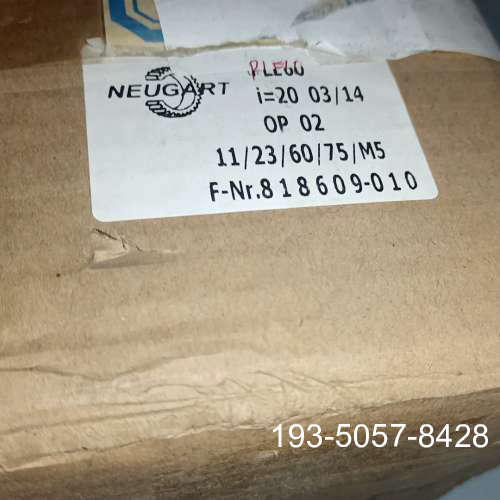 PLE60
NEUGART
i=20 03/14
OP 02
11/23/60/75/M5
F-Nr.818609-010
193-5057-8428